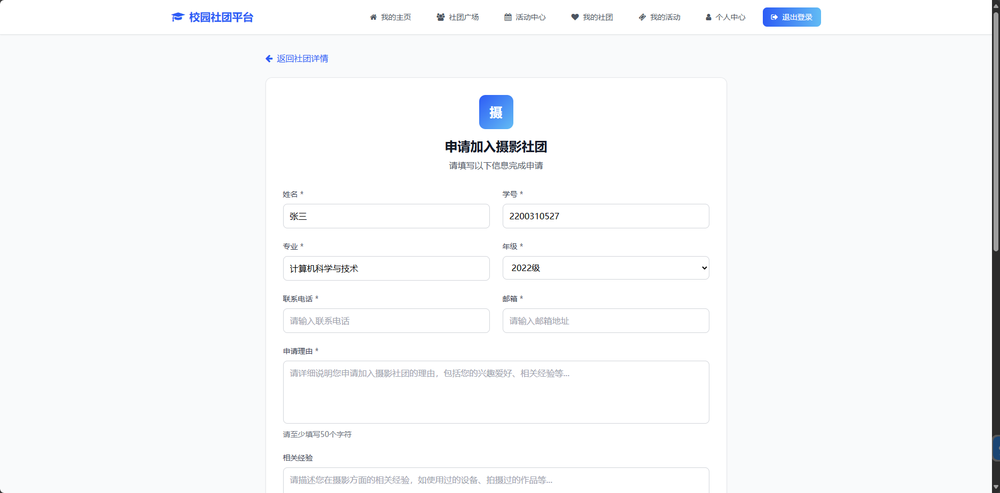 校园社团平台
我的主页
社团广场
活动中心
我的社团
我的活动
个人中心
退出登录
返回社团详情
摄
申请加入摄影社团
请填写以下信息完成申请
姓名 *
学号 *
张三
2200310527
专业 *
年级 *
计算机科学与技术
2022级
联系电话 *
邮箱 *
请输入联系电话
请输入邮箱地址
申请理由 *
请详细说明您申请加入摄影社团的理由，包括您的兴趣爱好、相关经验等...
请至少填写50个字符
相关经验
请描述您在摄影方面的相关经验，如使用过的设备、拍摄过的作品等...